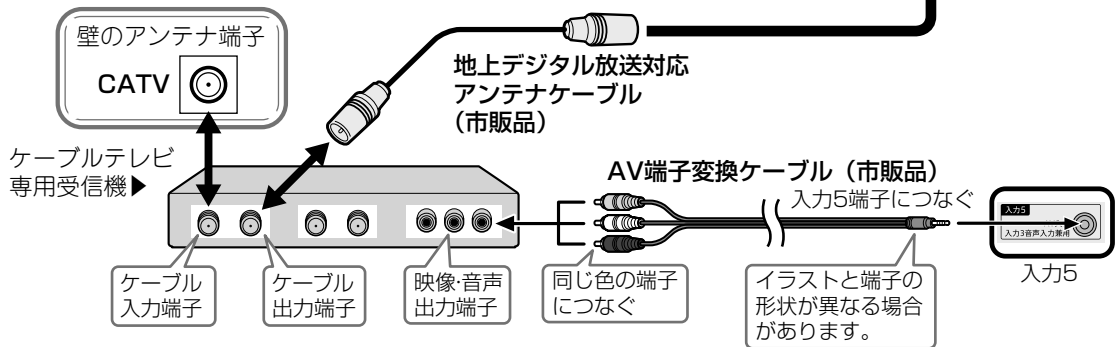 壁のアンテナ端子
CATV
地上デジタル放送対応
アンテナケーブル
（市販品）
ケーブルテレビ
専用受信機▶
AV端子変換ケーブル（市販品）
入力5端子につなぐ
入力5
入力3音声入力兼用
入力5
ケーブル
入力端子
ケーブル
出力端子
映像・音声
出力端子
同じ色の端子
につなぐ
イラストと端子の
形状が異なる場合
があります。